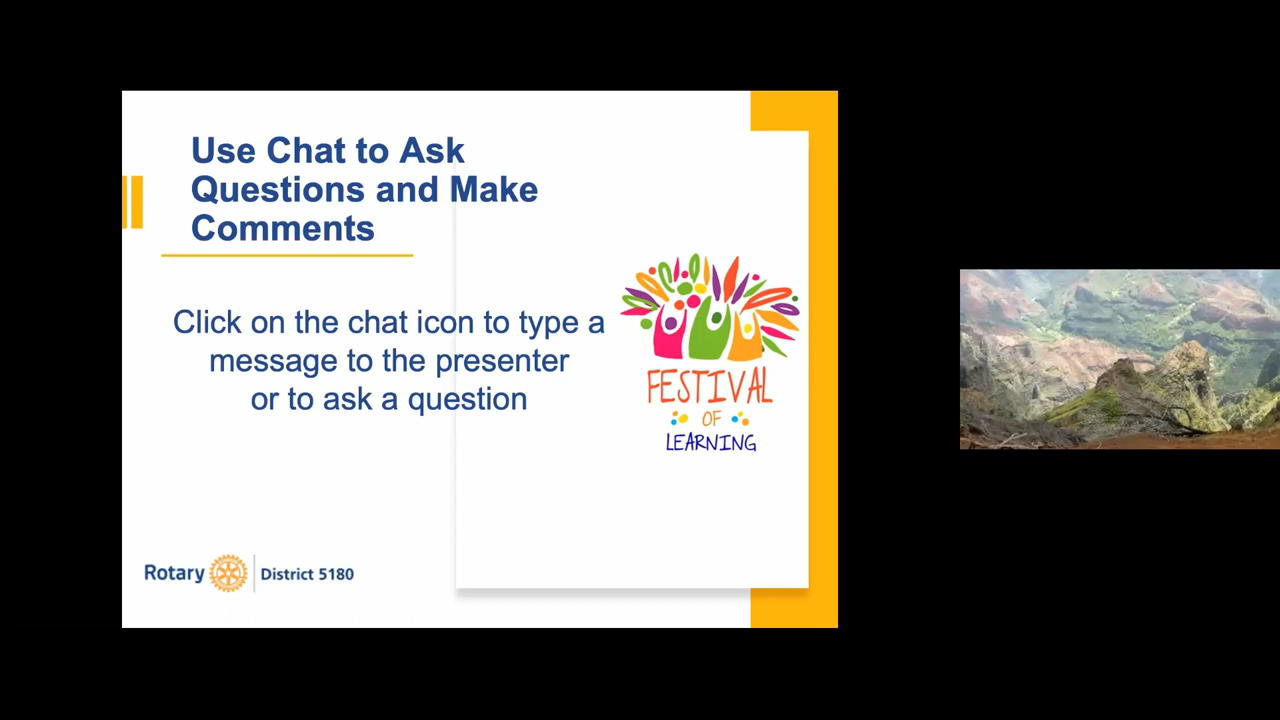 Use Chat to Ask
Questions and Make
Comments
Click on the chat icon to type a
message to the presenter
or to ask a question
FESTIVAL
OF
LEARNING
Rotary
District 5180